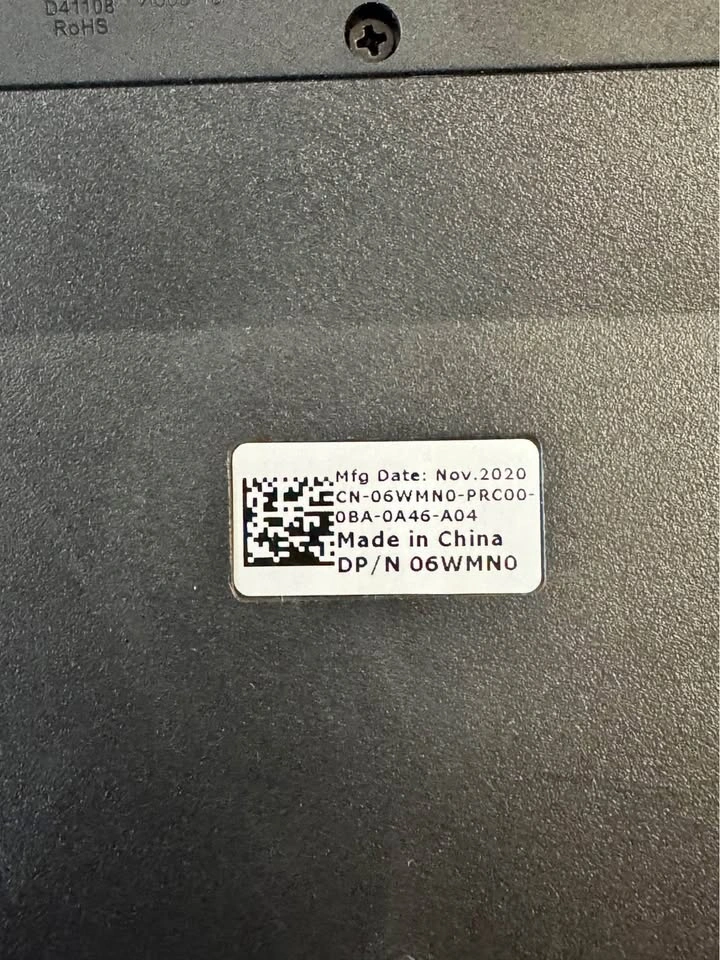 D41108
RoHS
Mfg Date: Nov.2020
CN-06WMN0-PRC00-
0BA-0A46-A04
Made in China
DP/N 06WMN0